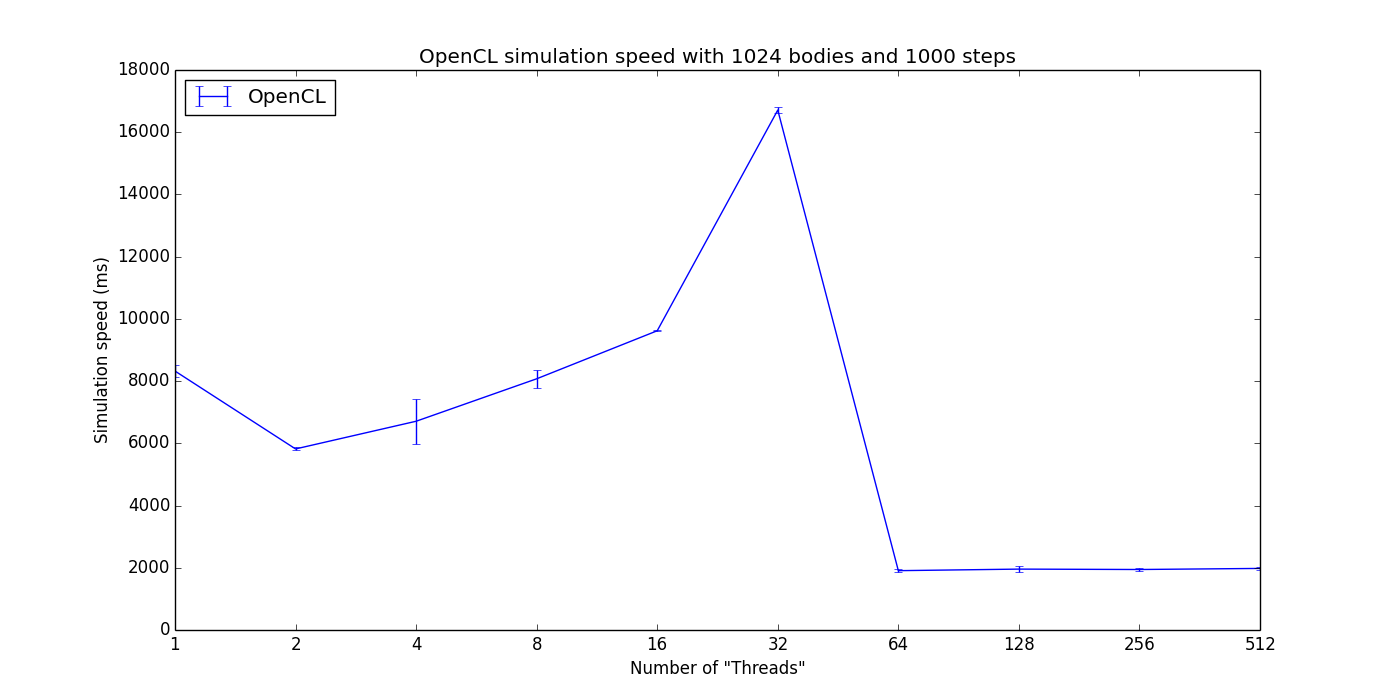 OpenCL simulation speed with 1024 bodies and 1000 steps
18000
16000
14000
12000
10000
8000
6000
4000
2000
0
OpenCL
Simulation speed (ms)
1 2 4 8 16 32 64 128 256 512
Number of "Threads"